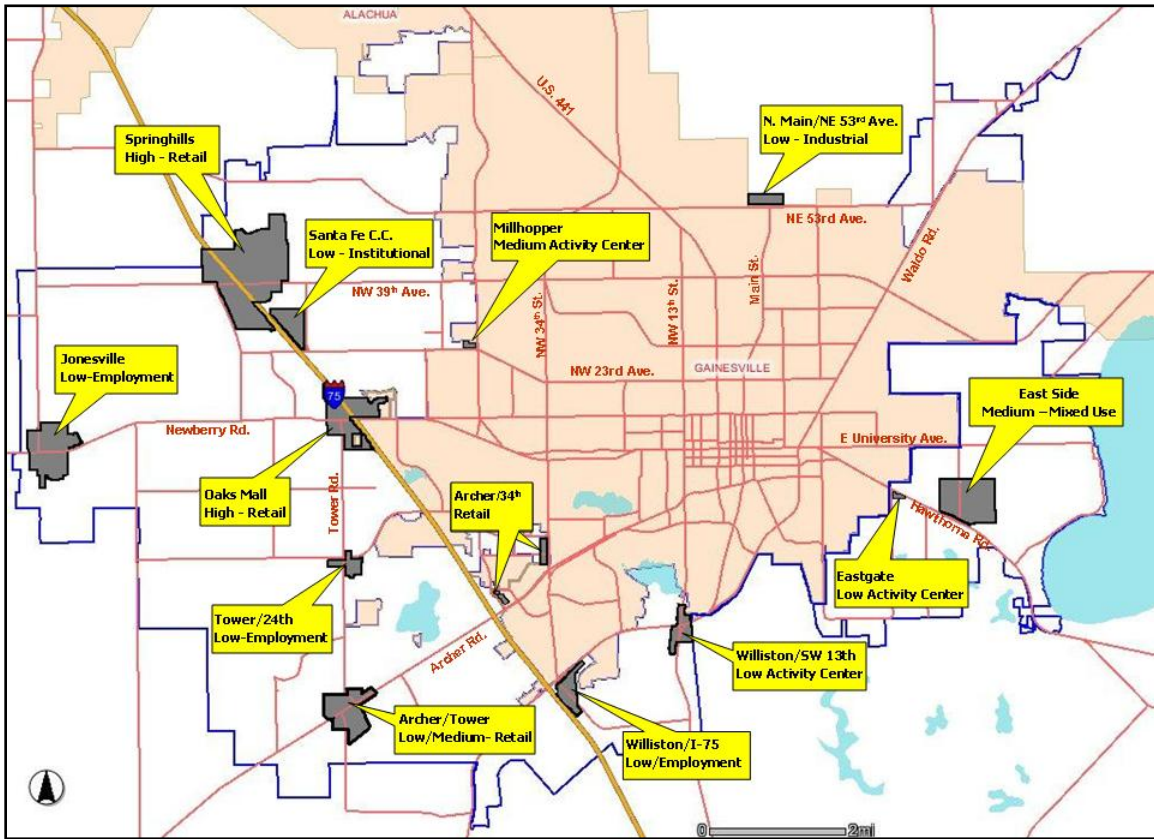 ALACHUA
U.S. 441
N. Main/NE 53rd Ave.
Low - Industrial
Springhills
High - Retail
NE 53rd Ave.
Santa Fe C.C.
Low - Institutional
Millhopper
Medium Activity Center
Waldo Rd.
Main St.
NW 39th Ave.
NW 34th St.
NW 13th St.
Jonesville
Low-Employment
NW 23rd Ave.
GAINESVILLE
75
East Side
Medium –Mixed Use
Newberry Rd.
E University Ave.
Oaks Mall
High - Retail
Tower Rd.
Archer/34th
Retail
Hawthorne Rd.
Eastgate
Low Activity Center
Tower/24th
Low-Employment
Archer Rd.
Williston/SW 13th
Low Activity Center
Archer/Tower
Low/Medium- Retail
Williston/I-75
Low/Employment
0 2mi